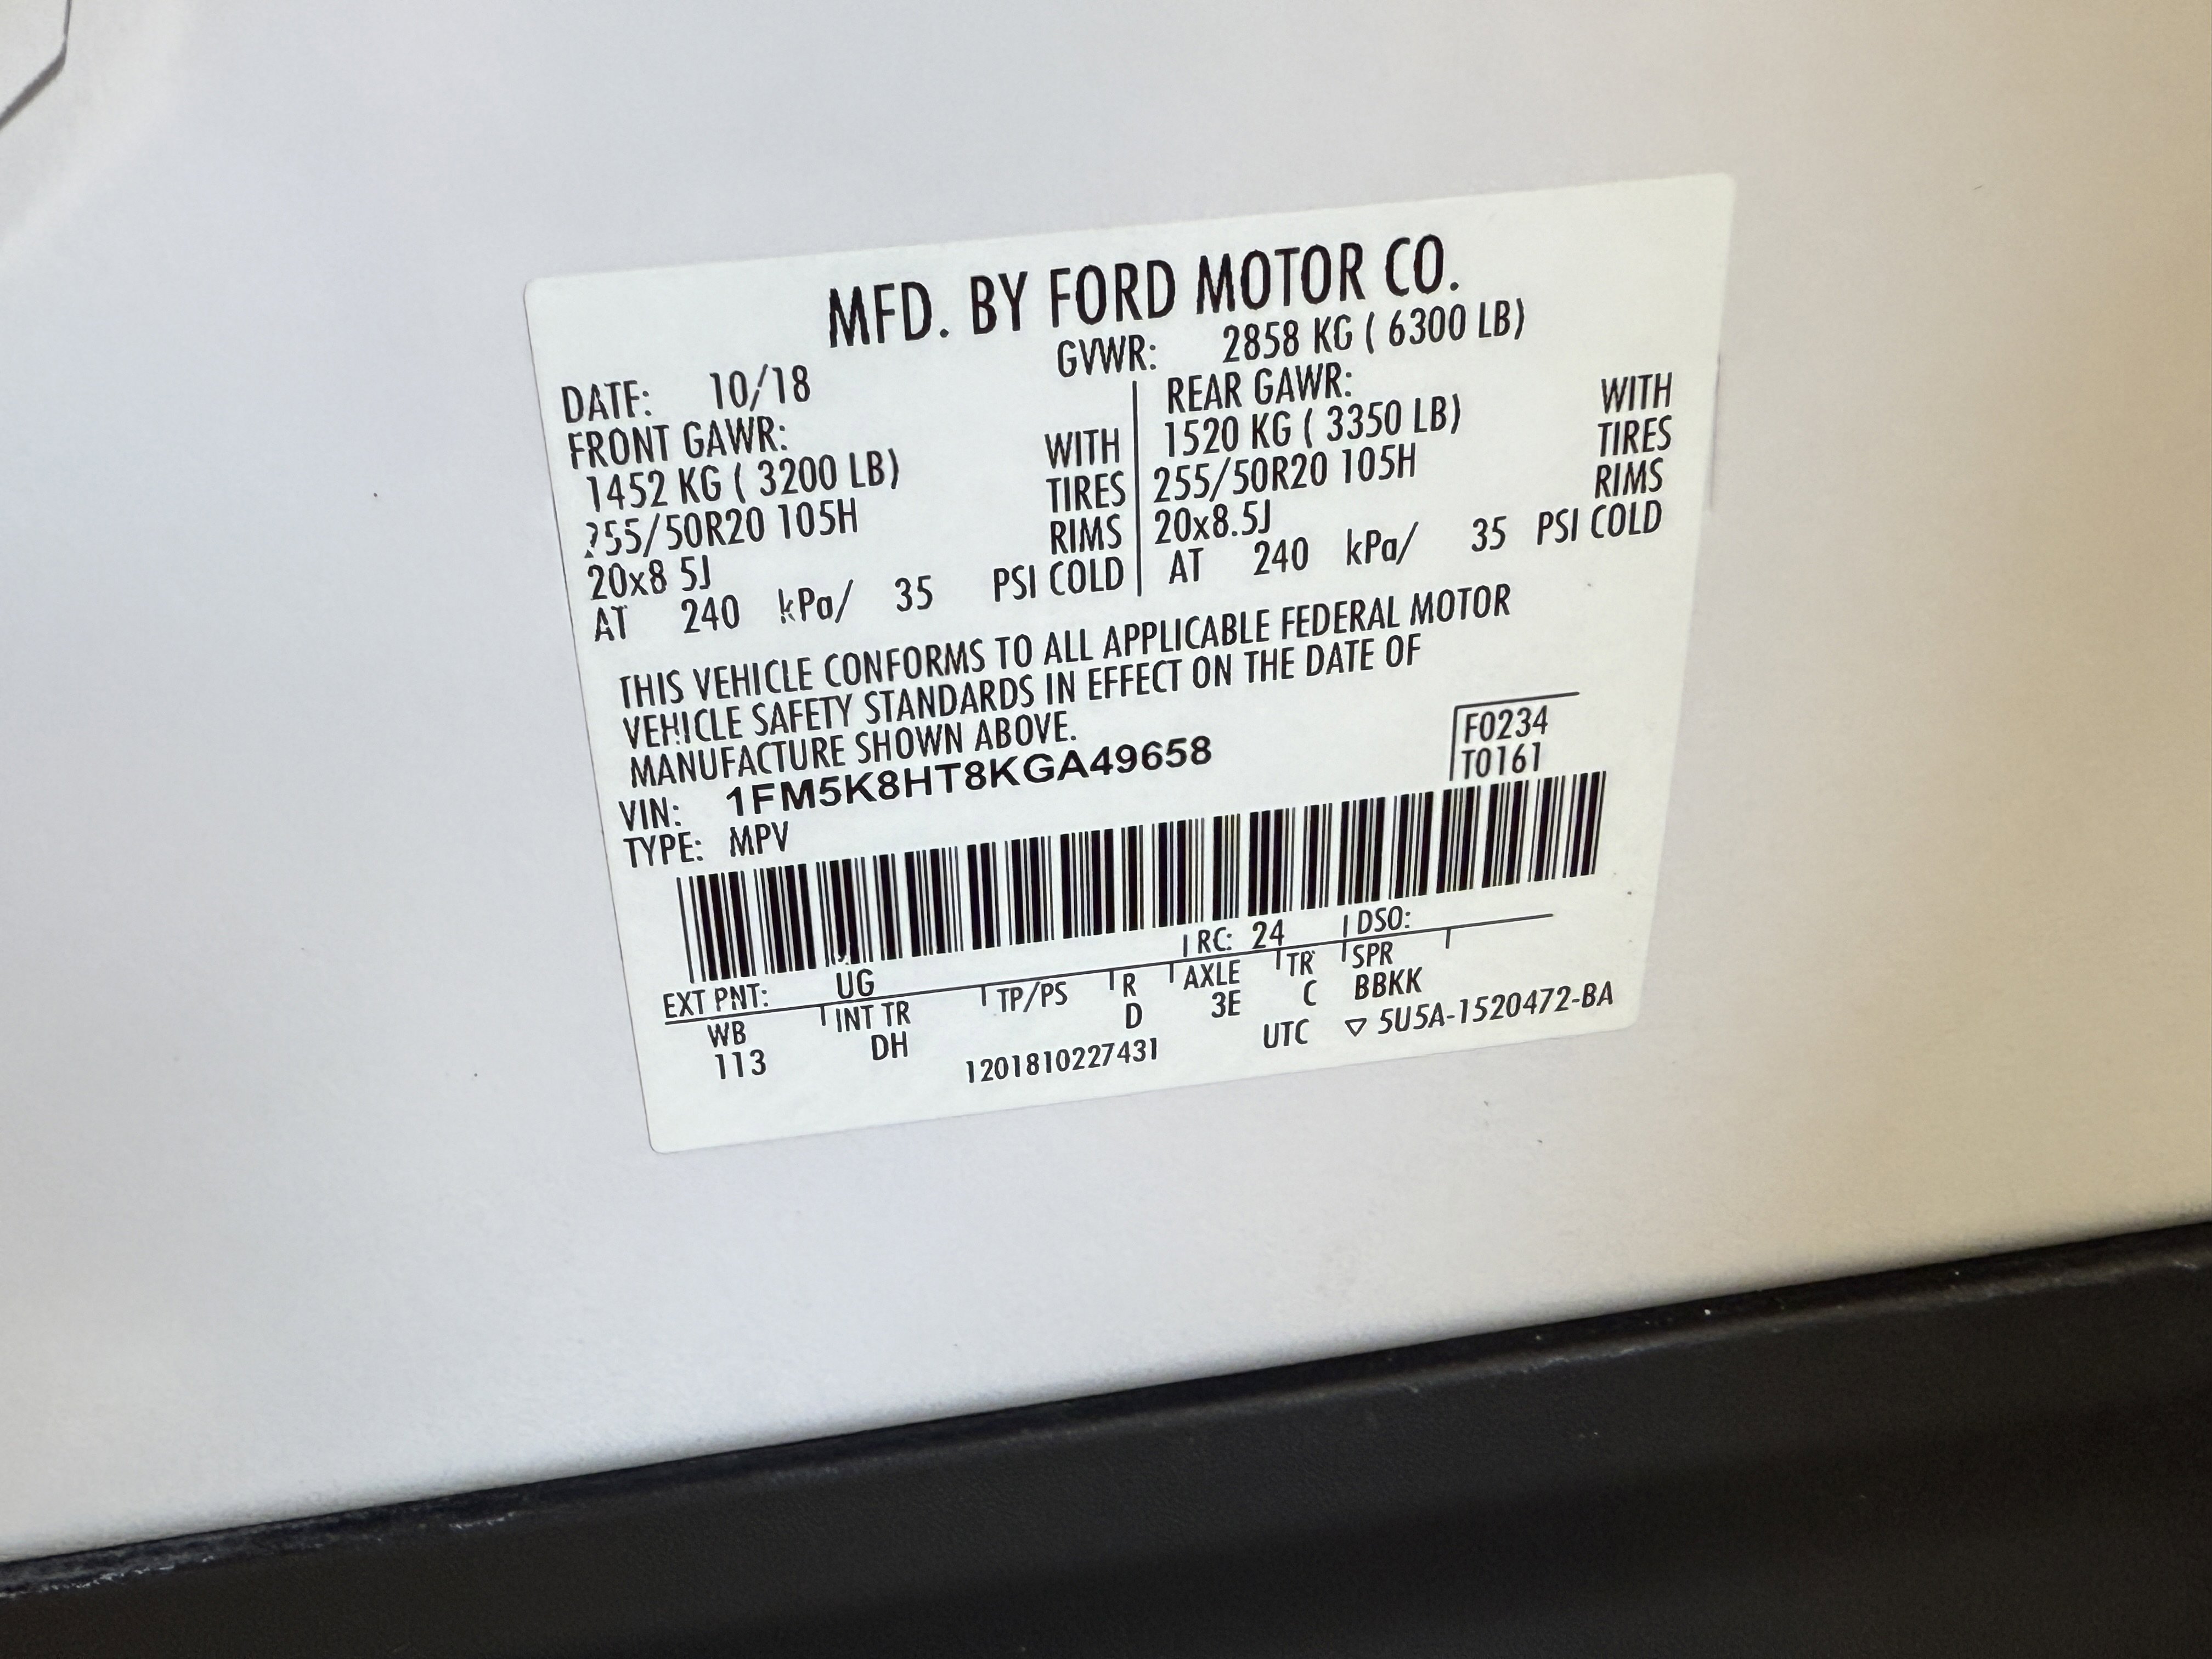 MFD. BY FORD MOTOR CO.
DATE: 10/18 GVWR: 2858 KG ( 6300 LB)
FRONT GAWR: REAR GAWR:
1452 KG ( 3200 LB) WITH 1520 KG ( 3350 LB) WITH
255/50R20 105H TIRES 255/50R20 105H TIRES
20x8.5J RIMS 20x8.5J RIMS
AT 240 kPa/ 35 PSI COLD AT 240 kPa/ 35 PSI COLD
THIS VEHICLE CONFORMS TO ALL APPLICABLE FEDERAL MOTOR
VEHICLE SAFETY STANDARDS IN EFFECT ON THE DATE OF
MANUFACTURE SHOWN ABOVE.
F0234
VIN: 1FM5K8HT8KGA49658 T0161
TYPE: MPV
EXT PNT: UG RC: 24 DSO:
WB INT TR TP/PS R AXLE TR SPR
113 DH D 3E C BBKK
1201810227431 UTC ▽ 5U5A-1520472-BA